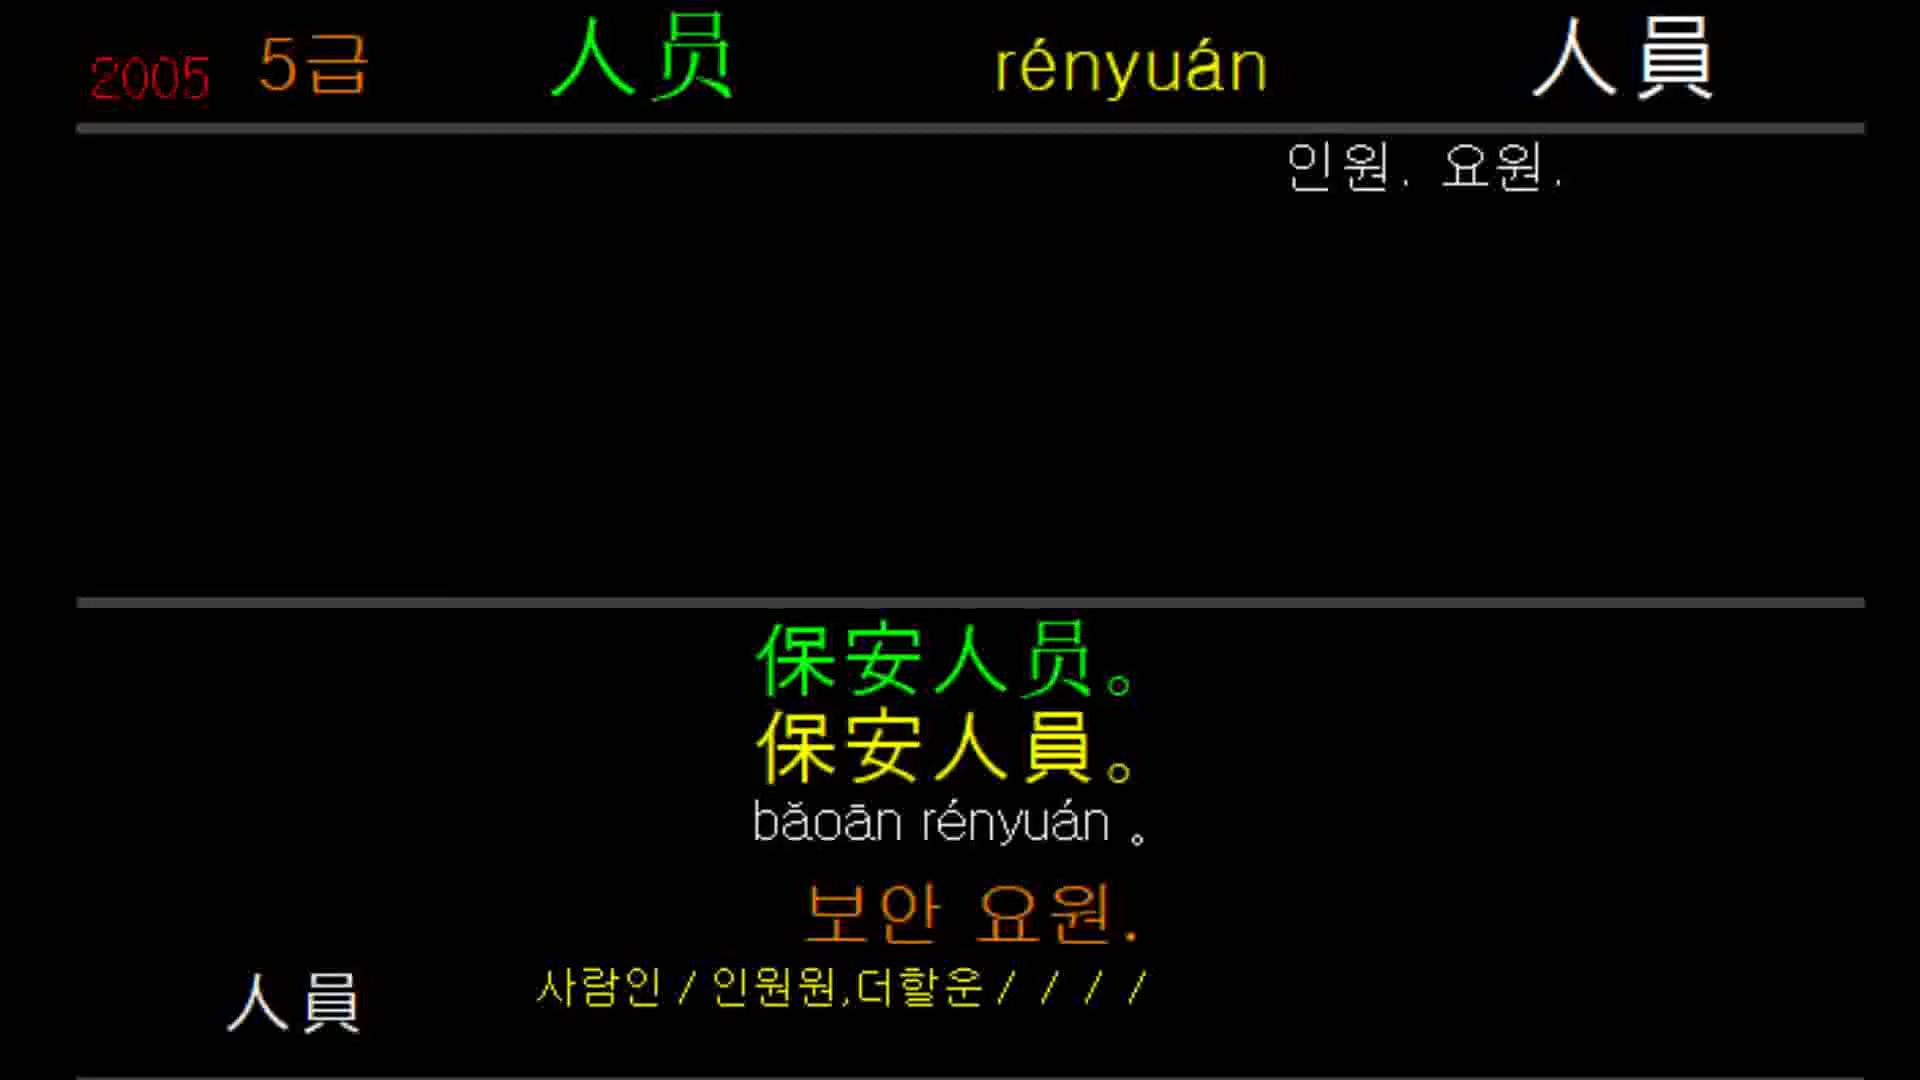 2005 5급 人员 rényuán 人員
인원. 요원.
保安人员。
保安人員。
bǎoān rényuán 。
보안 요원.
人員 사람인 / 인원원,더할운 / / / /